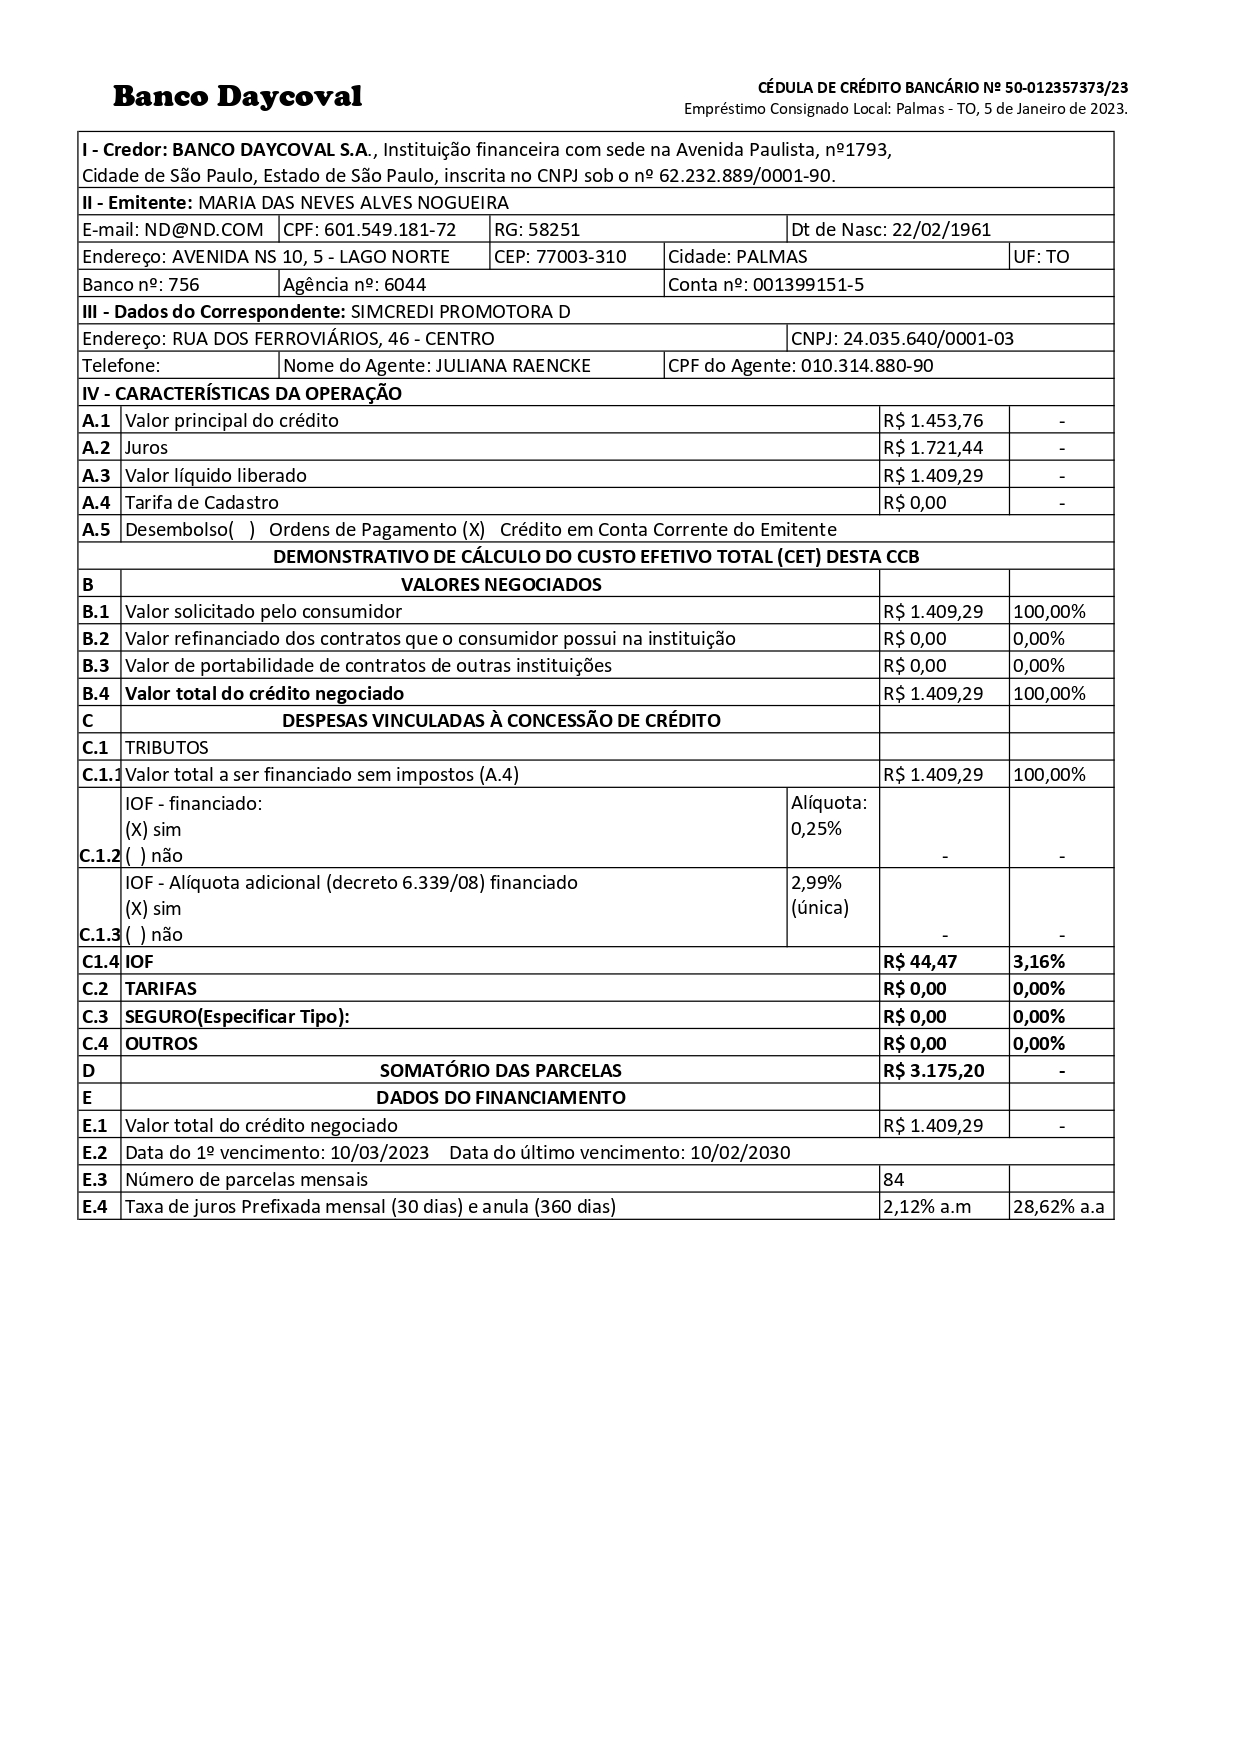 Banco Daycoval
CÉDULA DE CRÉDITO BANCÁRIO Nº 50-012357373/23
Empréstimo Consignado Local: Palmas - TO, 5 de Janeiro de 2023.
I - Credor: BANCO DAYCOVAL S.A., Instituição financeira com sede na Avenida Paulista, nº1793,
Cidade de São Paulo, Estado de São Paulo, inscrita no CNPJ sob o nº 62.232.889/0001-90.
II - Emitente: MARIA DAS NEVES ALVES NOGUEIRA
E-mail: ND@ND.COM CPF: 601.549.181-72 RG: 58251 Dt de Nasc: 22/02/1961
Endereço: AVENIDA NS 10, 5 - LAGO NORTE CEP: 77003-310 Cidade: PALMAS UF: TO
Banco nº: 756 Agência nº: 6044 Conta nº: 001399151-5
III - Dados do Correspondente: SIMCREDI PROMOTORA D
Endereço: RUA DOS FERROVIÁRIOS, 46 - CENTRO CNPJ: 24.035.640/0001-03
Telefone: Nome do Agente: JULIANA RAENCKE CPF do Agente: 010.314.880-90
IV - CARACTERÍSTICAS DA OPERAÇÃO
A.1 Valor principal do crédito R$ 1.453,76 -
A.2 Juros R$ 1.721,44 -
A.3 Valor líquido liberado R$ 1.409,29 -
A.4 Tarifa de Cadastro R$ 0,00 -
A.5 Desembolso( ) Ordens de Pagamento (X) Crédito em Conta Corrente do Emitente
DEMONSTRATIVO DE CÁLCULO DO CUSTO EFETIVO TOTAL (CET) DESTA CCB
B VALORES NEGOCIADOS
B.1 Valor solicitado pelo consumidor R$ 1.409,29 100,00%
B.2 Valor refinanciado dos contratos que o consumidor possui na instituição R$ 0,00 0,00%
B.3 Valor de portabilidade de contratos de outras instituições R$ 0,00 0,00%
B.4 Valor total do crédito negociado R$ 1.409,29 100,00%
C DESPESAS VINCULADAS À CONCESSÃO DE CRÉDITO
C.1 TRIBUTOS
C.1.1 Valor total a ser financiado sem impostos (A.4) R$ 1.409,29 100,00%
IOF - financiado: Alíquota:
(X) sim 0,25%
C.1.2 ( ) não - -
IOF - Alíquota adicional (decreto 6.339/08) financiado 2,99%
(X) sim (única)
C.1.3 ( ) não - -
C1.4 IOF R$ 44,47 3,16%
C.2 TARIFAS R$ 0,00 0,00%
C.3 SEGURO(Especificar Tipo): R$ 0,00 0,00%
C.4 OUTROS R$ 0,00 0,00%
D SOMATÓRIO DAS PARCELAS R$ 3.175,20 -
E DADOS DO FINANCIAMENTO
E.1 Valor total do crédito negociado R$ 1.409,29 -
E.2 Data do 1º vencimento: 10/03/2023 Data do último vencimento: 10/02/2030
E.3 Número de parcelas mensais 84
E.4 Taxa de juros Prefixada mensal (30 dias) e anula (360 dias) 2,12% a.m 28,62% a.a